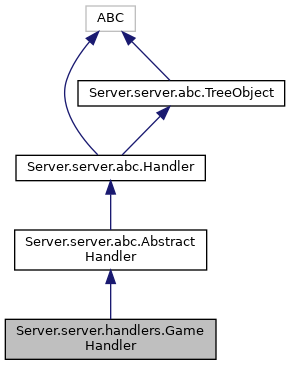 ABC
Server.server.abc.TreeObject
Server.server.abc.Handler
Server.server.abc.Abstract
Handler
Server.server.handlers.Game
Handler